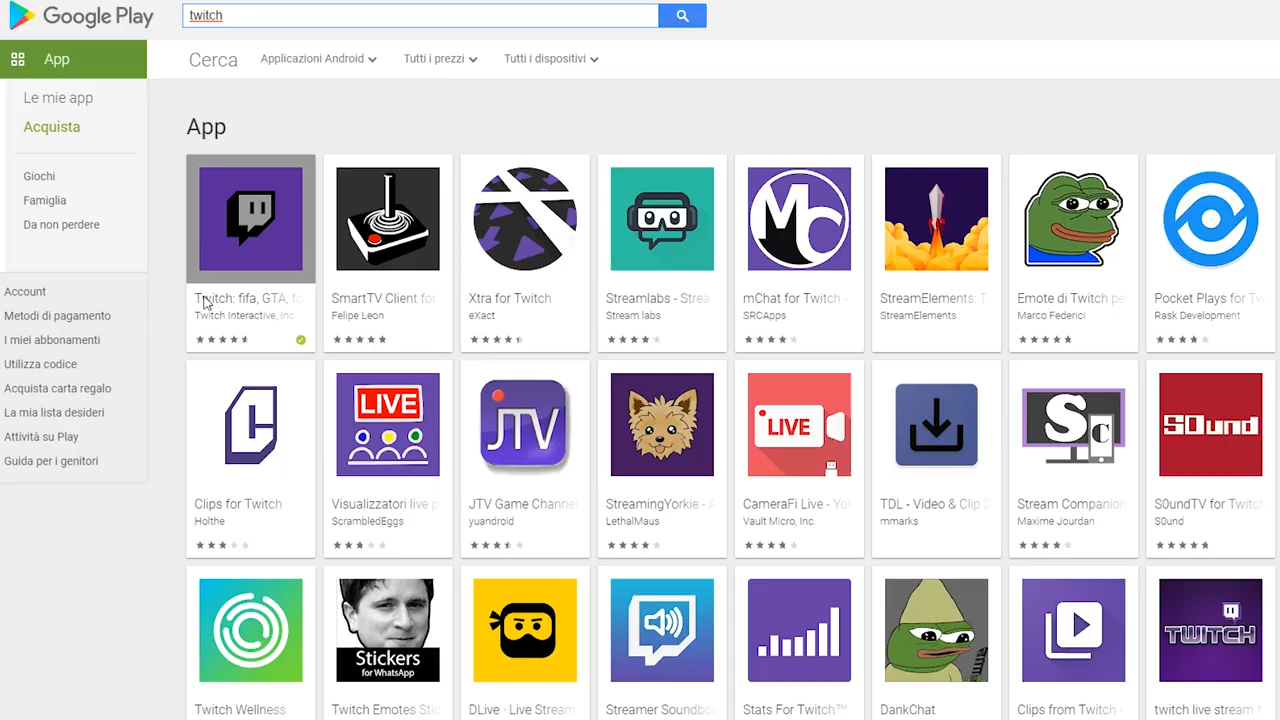 Google Play
twitch
App
Cerca
Applicazioni Android
Tutti i prezzi
Tutti i dispositivi
Le mie app
Acquista
Giochi
Famiglia
Da non perdere
Account
Metodi di pagamento
I miei abbonamenti
Utilizza codice
Acquista carta regalo
La mia lista desideri
Attività su Play
Guida per i genitori
App
Twitch: fifa, GTA, fo
Twitch Interactive, Inc.
SmartTV Client for
Felipe Leon
Xtra for Twitch
eXact
Streamlabs - Strea
Stream labs
MC
mChat for Twitch -
SRCApps
StreamElements: T
StreamElements
Emote di Twitch pe
Marco Federici
Pocket Plays for Tw
Rask Development
Clips for Twitch
Holthe
LIVE
Visualizzatori live p
ScrambledEggs
JTV
JTV Game Channel
yuandroid
StreamingYorkie - A
LethalMaus
LIVE
CameraFi Live - Yo
Vault Micro, Inc.
TDL - Video & Clip D
mmarks
Sc
Stream Companion
Maxime Jourdan
S0und
S0undTV for Twitch
S0und
Twitch Wellness
Stickers
for WhatsApp
Twitch Emotes Stic
DLive · Live Stream
Streamer Soundbo
Stats For Twitch™
DankChat
Clips from Twitch -
TWITCH
twitch live stream f